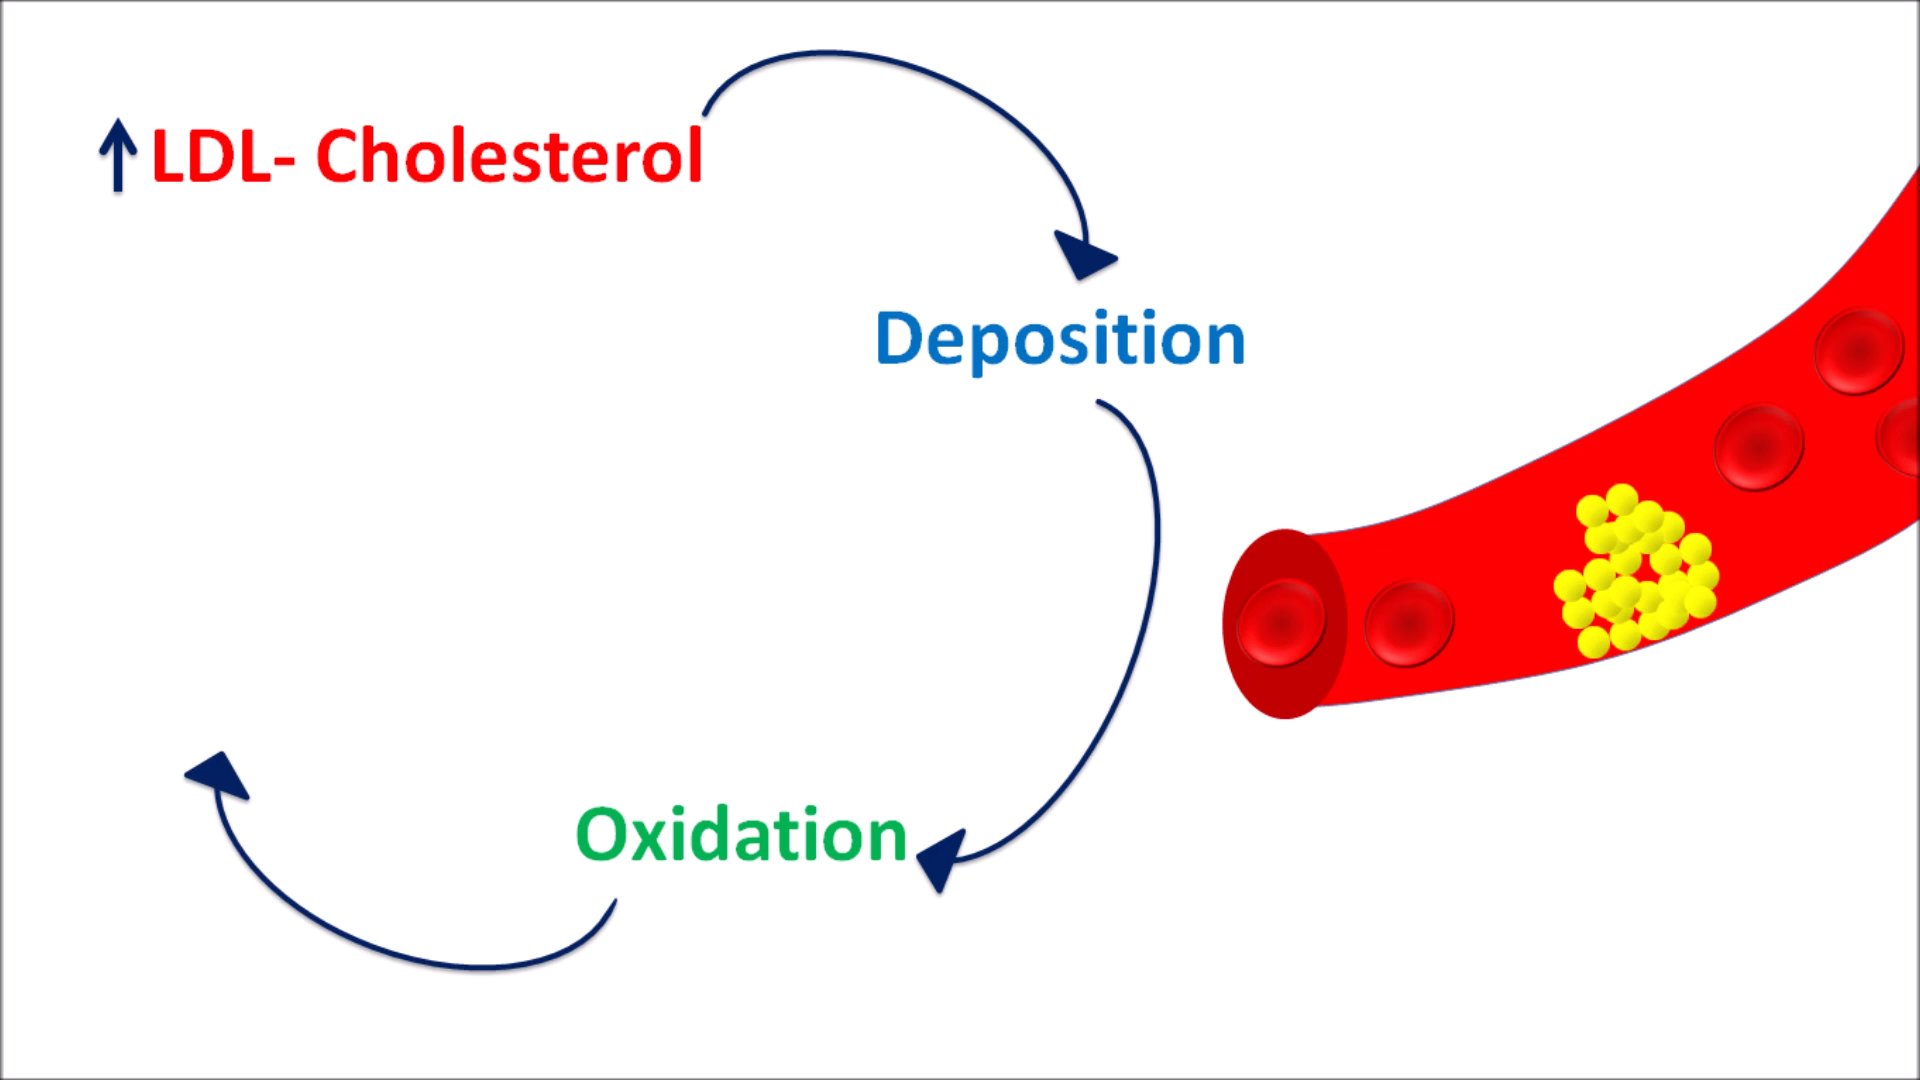 ↑ LDL- Cholesterol
Deposition
Oxidation